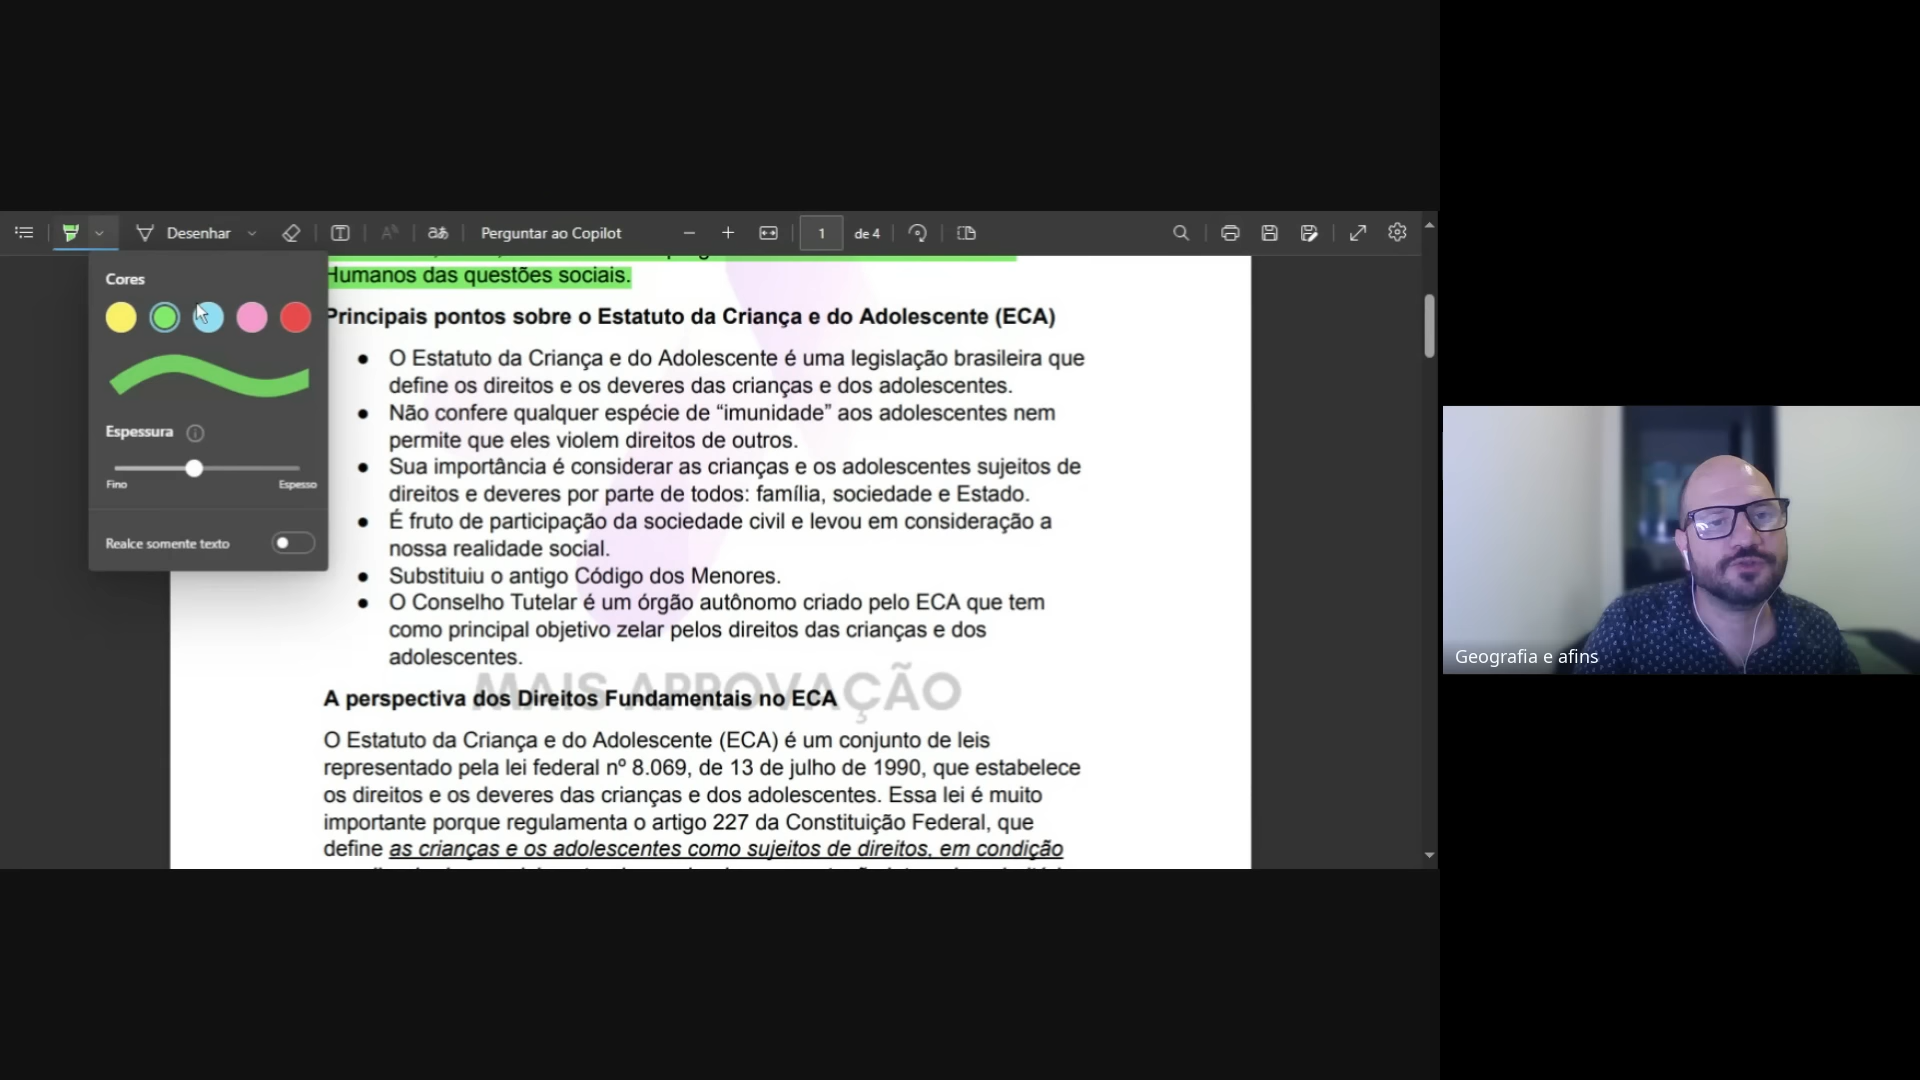 Desenhar
Perguntar ao Copilot
1
de 4
Cores
Espessura
Fino
Espesso
Realce somente texto
Humanos das questões sociais.
Principais pontos sobre o Estatuto da Criança e do Adolescente (ECA)
● O Estatuto da Criança e do Adolescente é uma legislação brasileira que
define os direitos e os deveres das crianças e dos adolescentes.
● Não confere qualquer espécie de “imunidade” aos adolescentes nem
permite que eles violem direitos de outros.
● Sua importância é considerar as crianças e os adolescentes sujeitos de
direitos e deveres por parte de todos: família, sociedade e Estado.
● É fruto de participação da sociedade civil e levou em consideração a
nossa realidade social.
● Substituiu o antigo Código dos Menores.
● O Conselho Tutelar é um órgão autônomo criado pelo ECA que tem
como principal objetivo zelar pelos direitos das crianças e dos
adolescentes.
MAIS APROVAÇÃO
A perspectiva dos Direitos Fundamentais no ECA
O Estatuto da Criança e do Adolescente (ECA) é um conjunto de leis
representado pela lei federal nº 8.069, de 13 de julho de 1990, que estabelece
os direitos e os deveres das crianças e dos adolescentes. Essa lei é muito
importante porque regulamenta o artigo 227 da Constituição Federal, que
define as crianças e os adolescentes como sujeitos de direitos, em condição
Geografia e afins